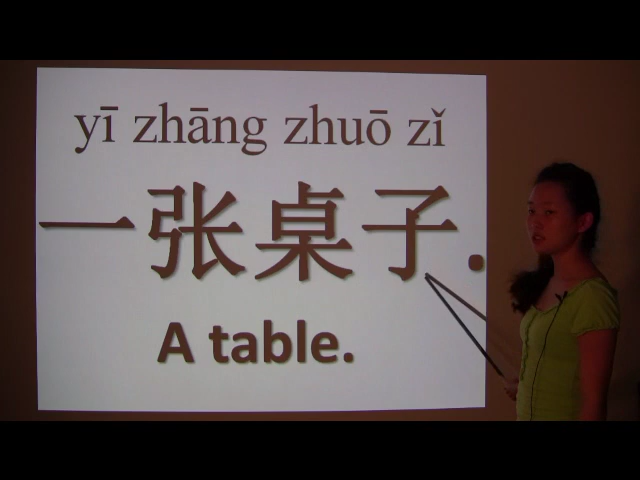 yī zhāng zhuō zǐ
一张桌子.
A table.